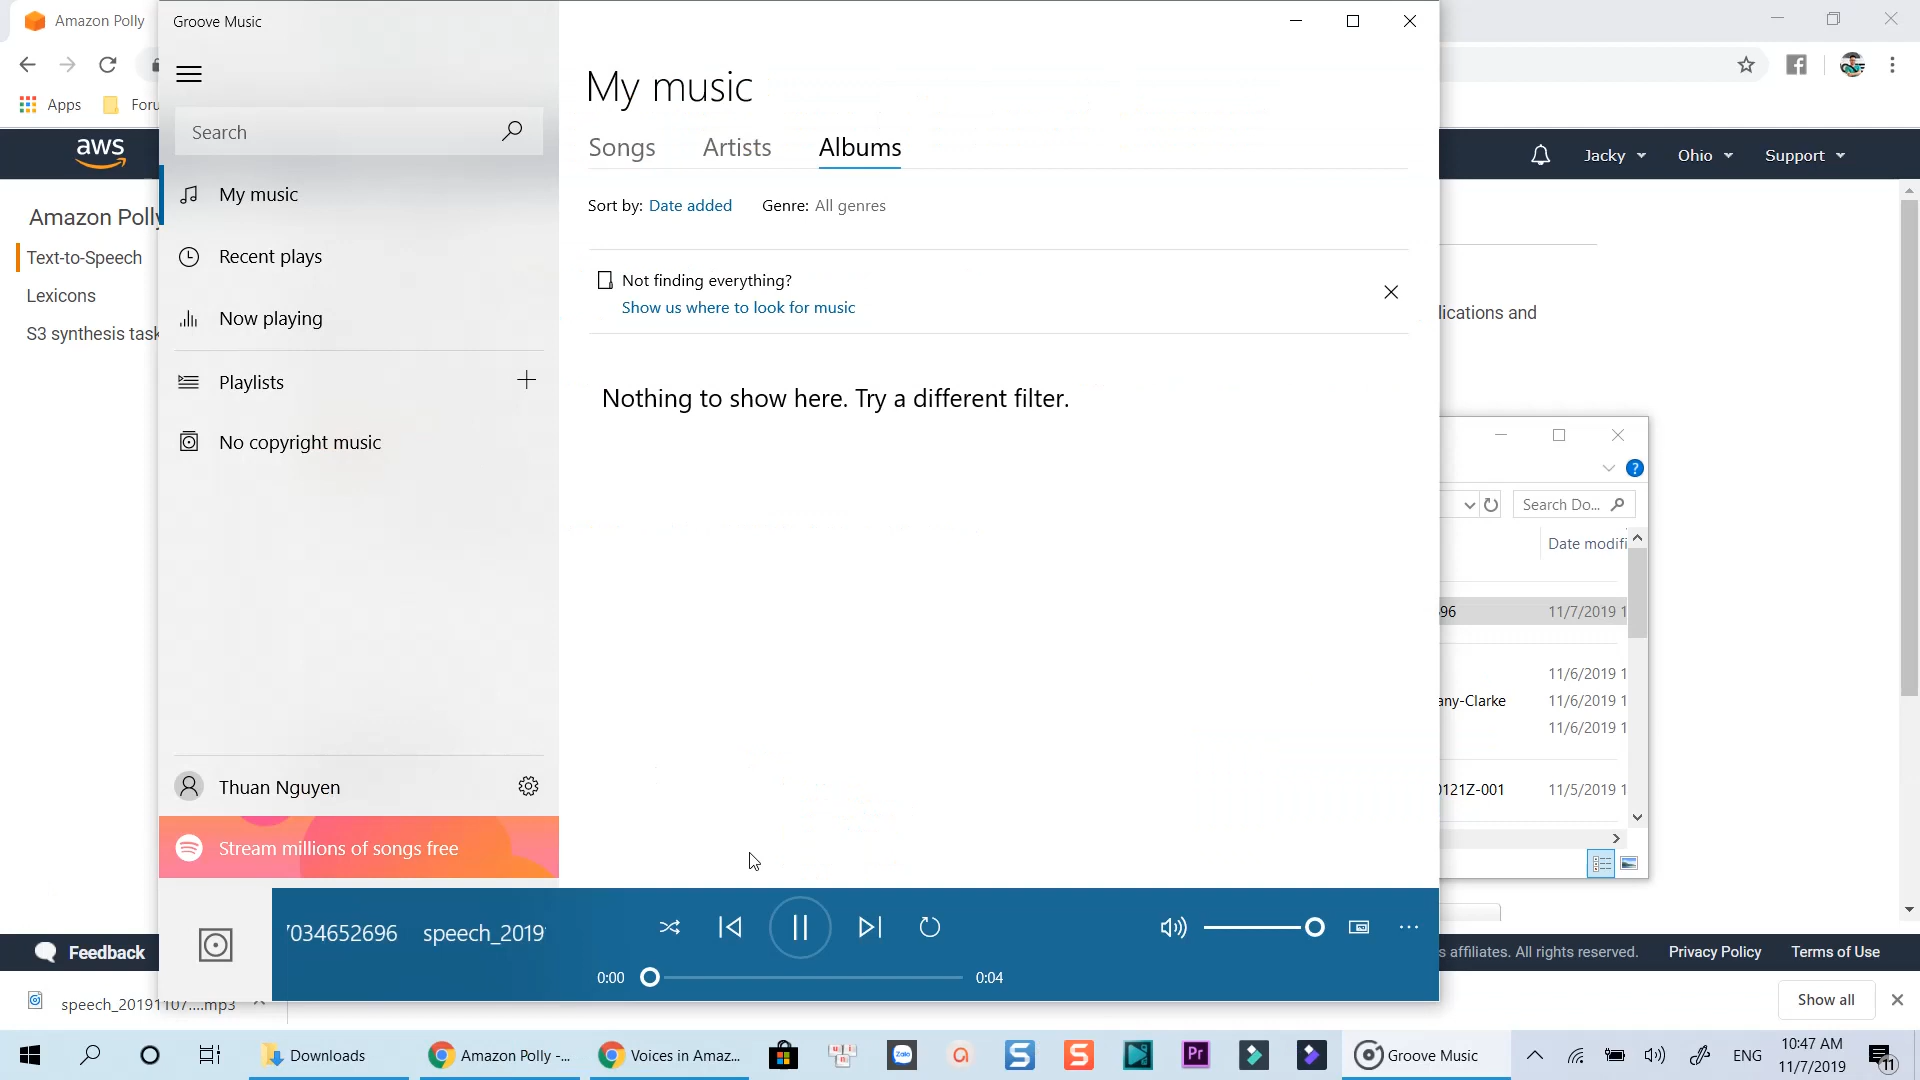 Amazon Polly
Groove Music
Apps
Foru
aws
Jacky
Ohio
Support
Amazon Polly
Text-to-Speech
Lexicons
S3 synthesis task
Search
My music
Recent plays
Now playing
Playlists
No copyright music
Thuan Nguyen
Stream millions of songs free
My music
Songs Artists Albums
Sort by: Date added Genre: All genres
Not finding everything?
Show us where to look for music
Nothing to show here. Try a different filter.
lications and
Search Do...
Date modifi
96 11/7/2019 1
11/6/2019 1
any-Clarke 11/6/2019 1
11/6/2019 1
0121Z-001 11/5/2019 1
7034652696 speech_2019
0:00 0:04
Feedback
s affiliates. All rights reserved. Privacy Policy Terms of Use
speech_20191107....mp3
Show all
Downloads
Amazon Polly -...
Voices in Amaz...
Zalo
Pr
Groove Music
ENG
10:47 AM
11/7/2019
11